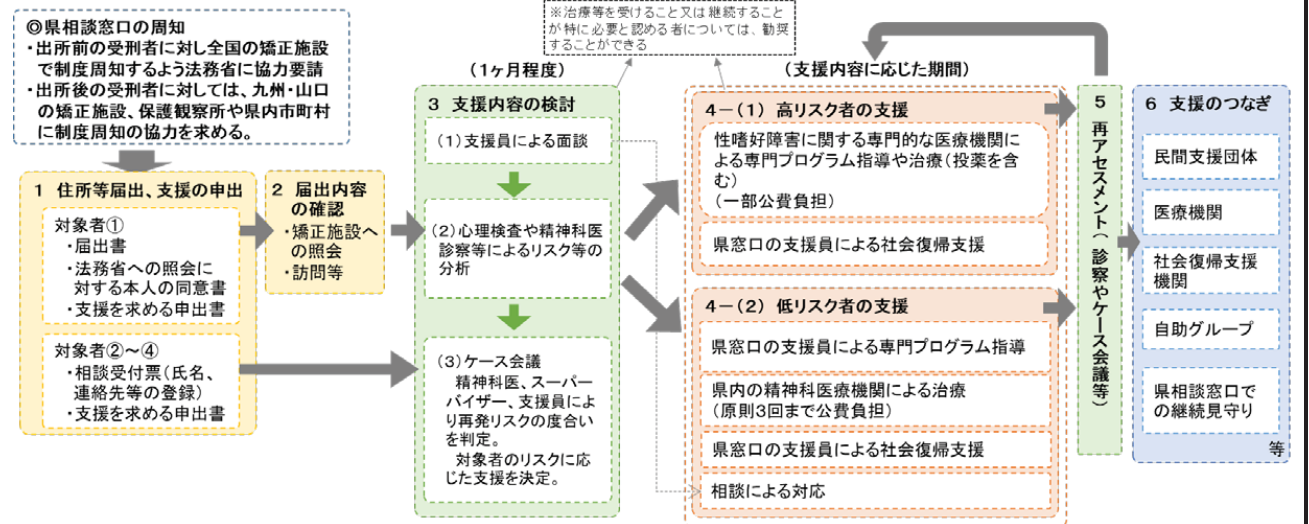 ◎県相談窓口の周知
・出所前の受刑者に対し全国の矯正施設
で制度周知するよう法務省に協力要請
・出所後の受刑者に対しては、九州・山口
の矯正施設、保護観察所や県内市町村
に制度周知の協力を求める。
※治療等を受けること又は継続すること
が特に必要と認める者については、勧奨
することができる
1 住所等届出、支援の申出
対象者①
・届出書
・法務省への照会に
対する本人の同意書
・支援を求める申出書
対象者②～④
・相談受付票(氏名、
連絡先等の登録)
・支援を求める申出書
2 届出内容
の確認
・矯正施設へ
の照会
・訪問等
(1ヶ月程度)
3 支援内容の検討
(1)支援員による面談
(2)心理検査や精神科医
診察等によるリスク等の
分析
(3)ケース会議
精神科医、スーパー
バイザー、支援員によ
り再発リスクの度合い
を判定。
対象者のリスクに応
じた支援を決定。
(支援内容に応じた期間)
4－(1) 高リスク者の支援
性嗜好障害に関する専門的な医療機関に
よる専門プログラム指導や治療(投薬を含
む)
(一部公費負担)
県窓口の支援員による社会復帰支援
4－(2) 低リスク者の支援
県窓口の支援員による専門プログラム指導
県内の精神科医療機関による治療
(原則3回まで公費負担)
県窓口の支援員による社会復帰支援
相談による対応
5 再アセスメント(診察やケース会議等)
6 支援のつなぎ
民間支援団体
医療機関
社会復帰支援
機関
自助グループ
県相談窓口で
の継続見守り
等